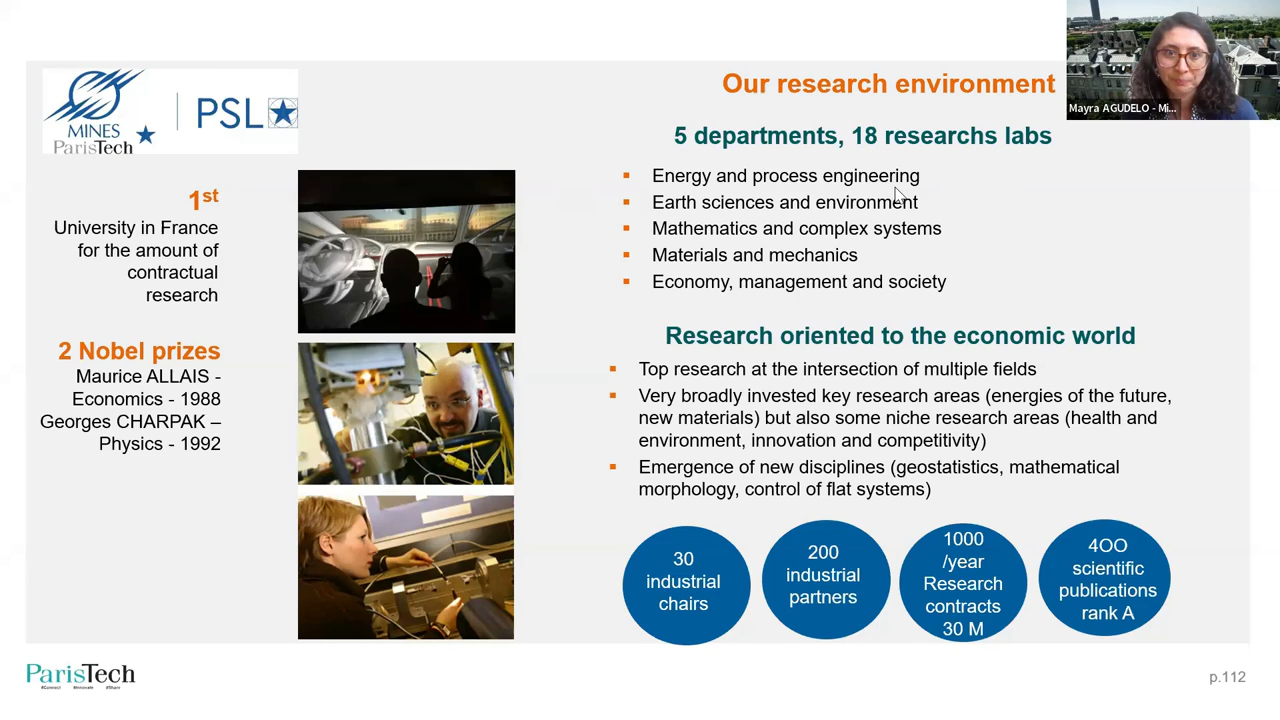 MINES
ParisTech
PSL
1st
University in France
for the amount of
contractual
research
2 Nobel prizes
Maurice ALLAIS -
Economics - 1988
Georges CHARPAK –
Physics - 1992
Our research environment
Mayra AGUDELO - Mi...
5 departments, 18 researchs labs
Energy and process engineering
Earth sciences and environment
Mathematics and complex systems
Materials and mechanics
Economy, management and society
Research oriented to the economic world
Top research at the intersection of multiple fields
Very broadly invested key research areas (energies of the future,
new materials) but also some niche research areas (health and
environment, innovation and competitivity)
Emergence of new disciplines (geostatistics, mathematical
morphology, control of flat systems)
30
industrial
chairs
200
industrial
partners
1000
/year
Research
contracts
30 M
4OO
scientific
publications
rank A
ParisTech
#Connect #Innovate #Share
p.112